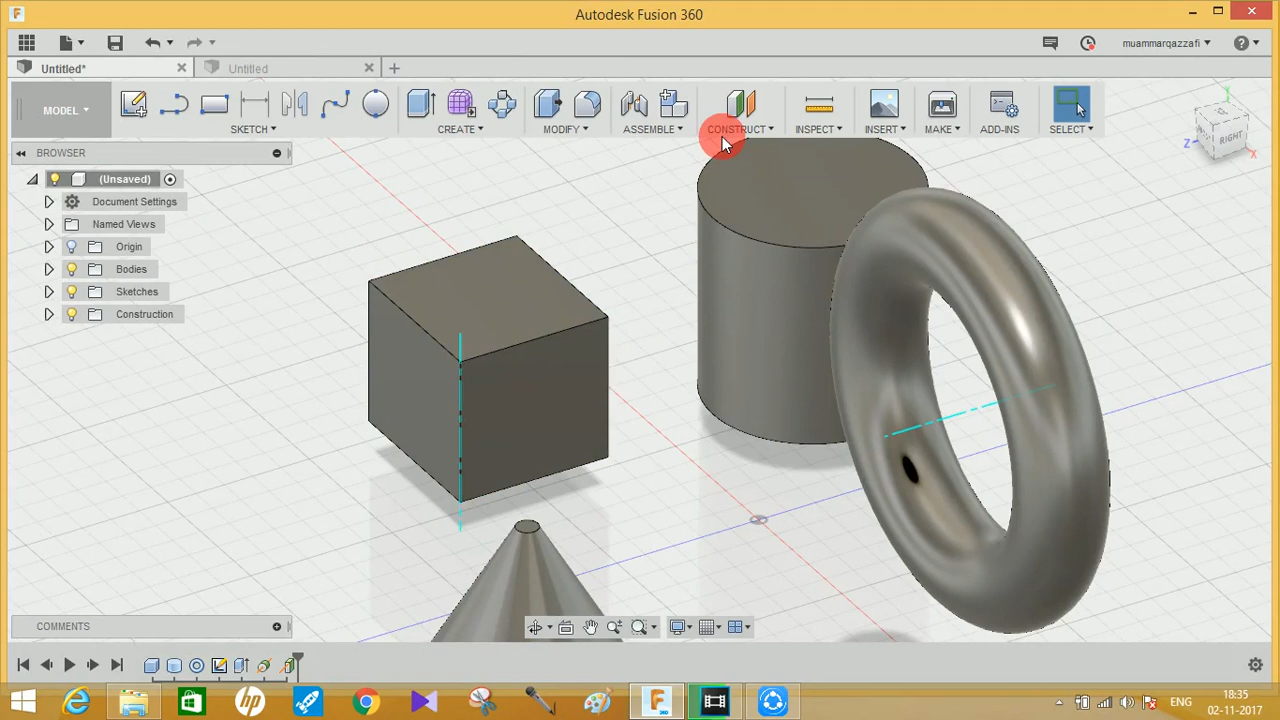 Autodesk Fusion 360
muammarqazzafi
Untitled*
Untitled
MODEL
SKETCH
CREATE
MODIFY
ASSEMBLE
CONSTRUCT
INSPECT
INSERT
MAKE
ADD-INS
SELECT
BROWSER
(Unsaved)
Document Settings
Named Views
Origin
Bodies
Sketches
Construction
Y
Z
RIGHT
X
COMMENTS
ENG
18:35
02-11-2017